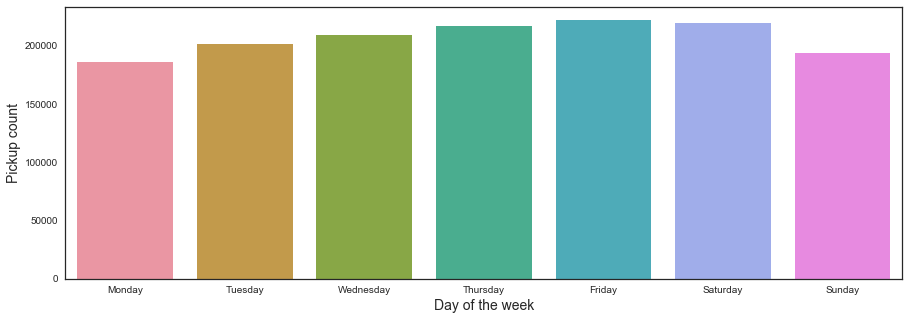 200000
150000
100000
50000
0
Pickup count
Monday Tuesday Wednesday Thursday Friday Saturday Sunday
Day of the week